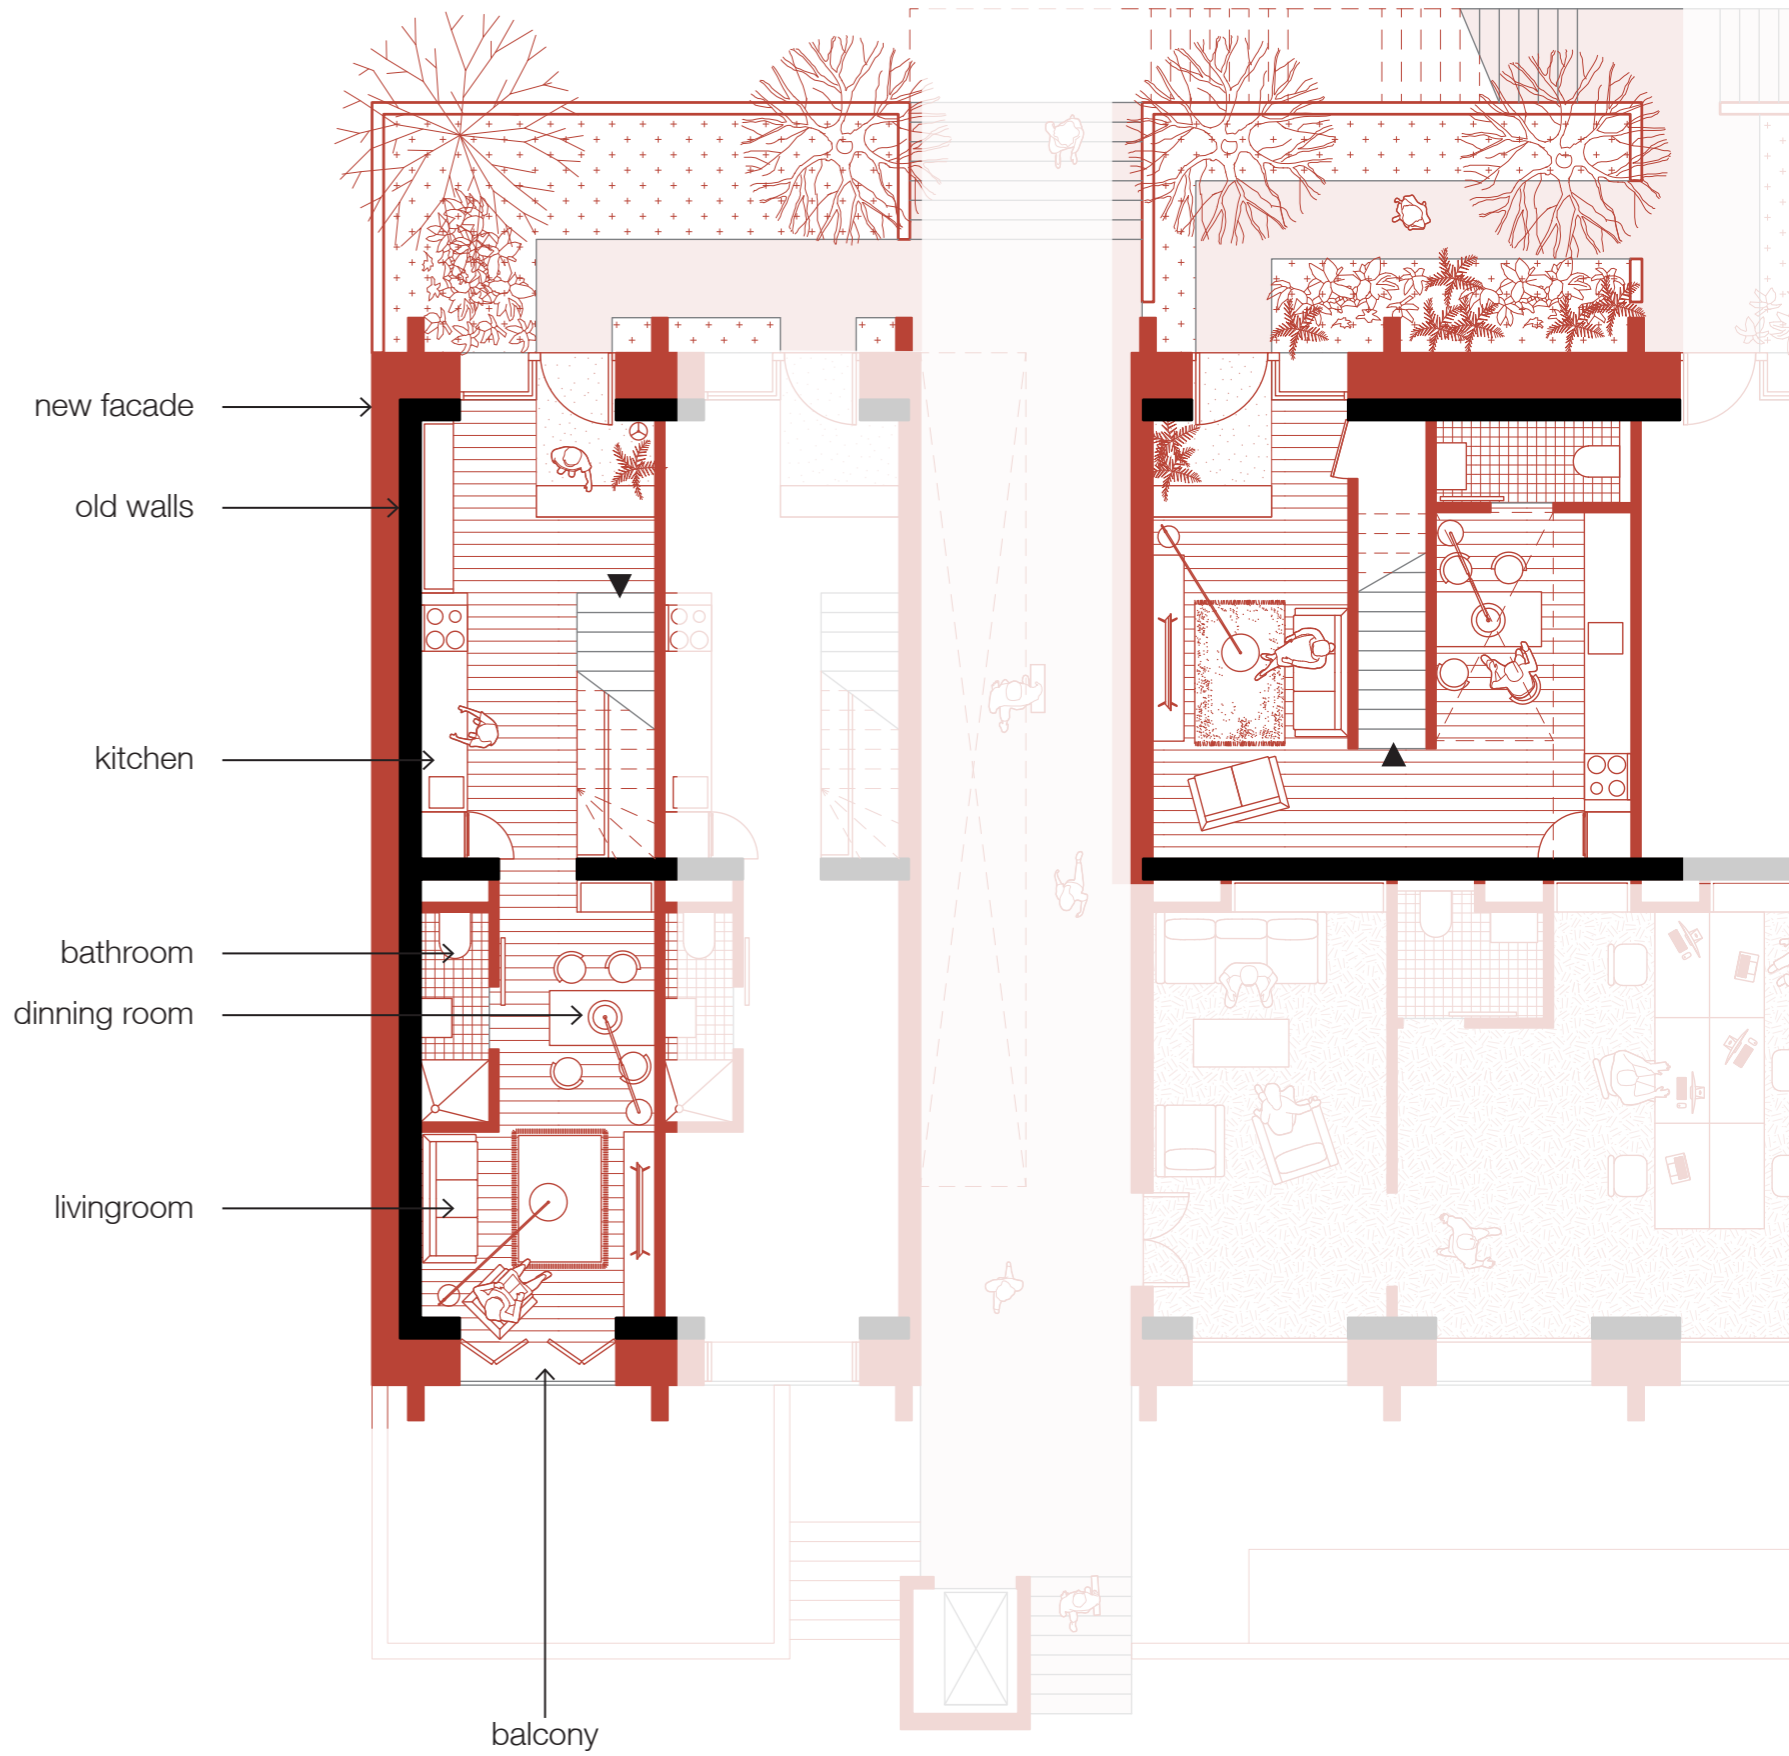 new facade
old walls
kitchen
bathroom
dinning room
livingroom
balcony